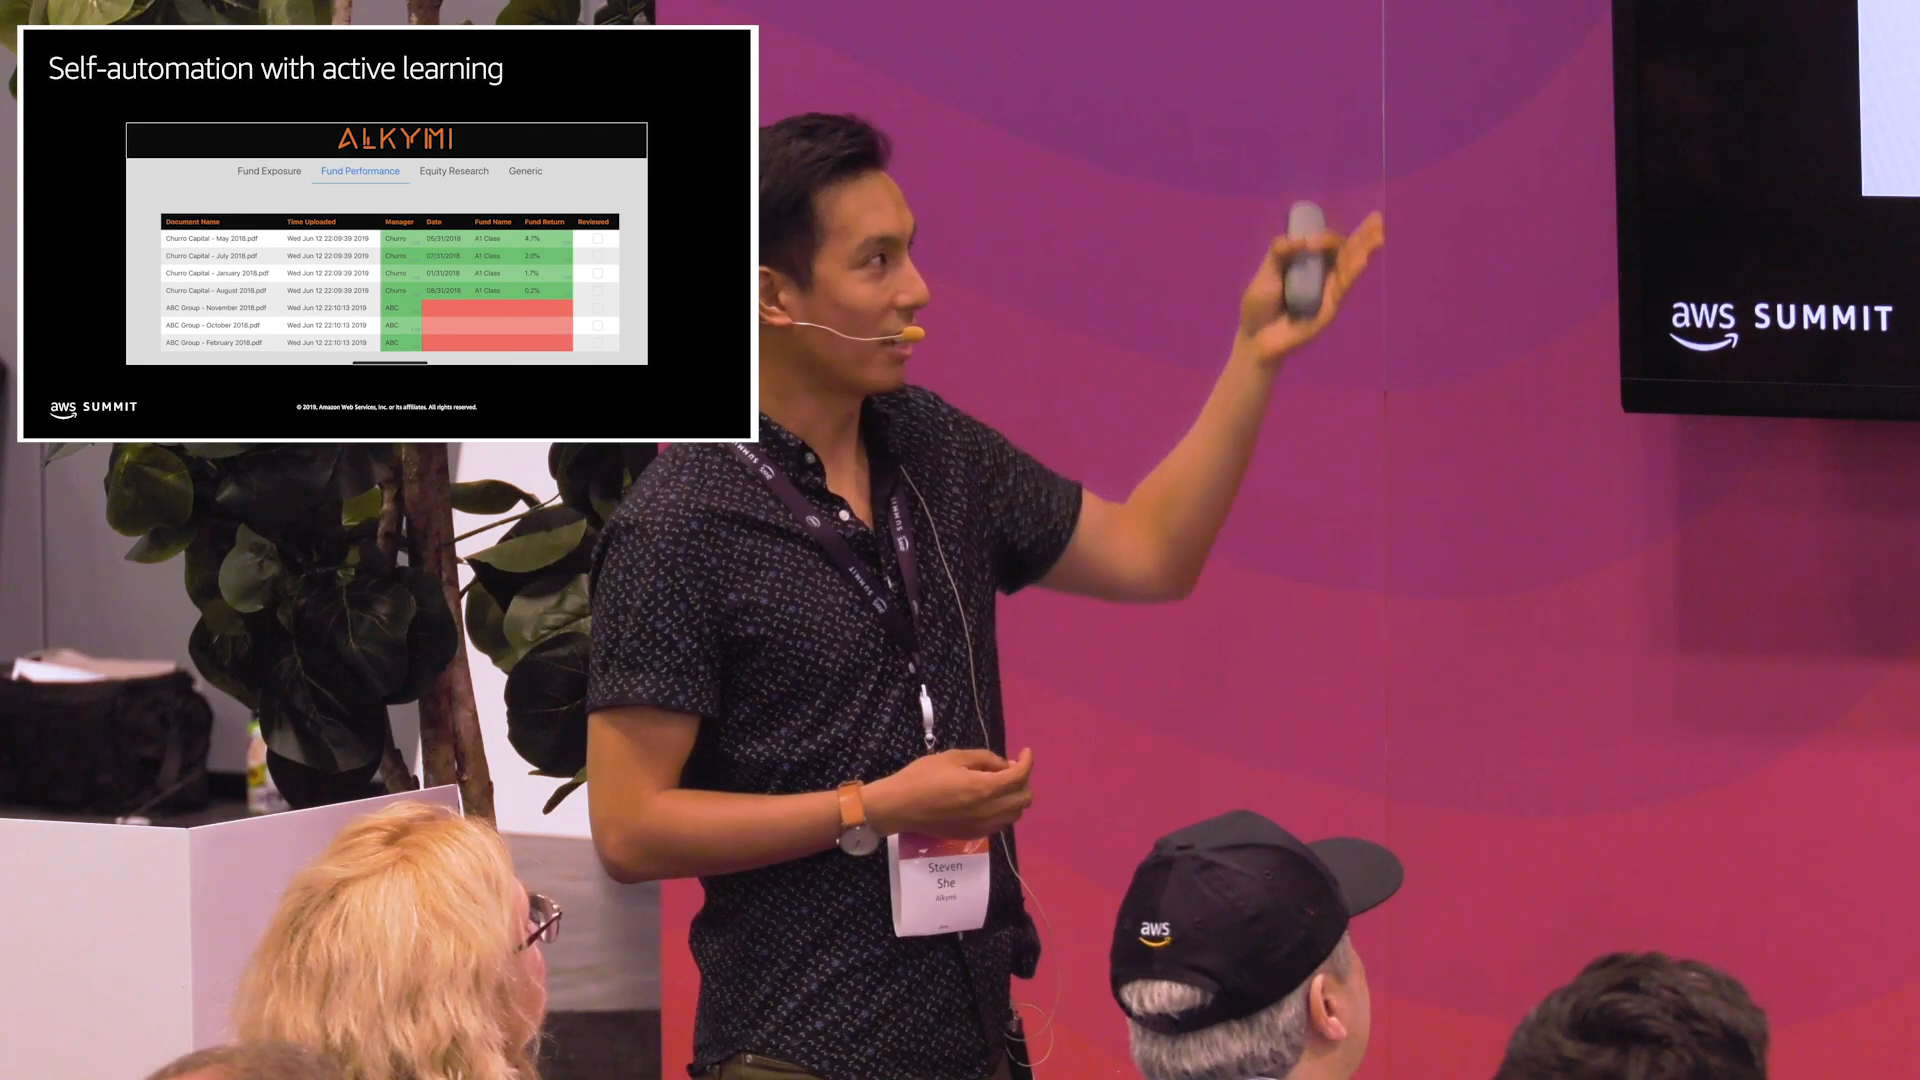 Self-automation with active learning
ALKYMI
Fund Exposure Fund Performance Equity Research Generic
Document Name Time Uploaded Manager Date Fund Name Fund Return Reviewed
Churro Capital - May 2018.pdf Wed Jun 12 22:09:39 2019 Churro 05/31/2018 A1 Class 4.7%
Churro Capital - July 2018.pdf Wed Jun 12 22:09:39 2019 Churro 07/31/2018 A1 Class 2.0%
Churro Capital - January 2018.pdf Wed Jun 12 22:09:39 2019 Churro 01/31/2018 A1 Class 1.7%
Churro Capital - August 2018.pdf Wed Jun 12 22:09:39 2019 Churro 08/31/2018 A1 Class 0.2%
ABC Group - November 2018.pdf Wed Jun 12 22:10:13 2019 ABC
ABC Group - October 2018.pdf Wed Jun 12 22:10:13 2019 ABC
ABC Group - February 2018.pdf Wed Jun 12 22:10:13 2019 ABC
aws SUMMIT
© 2019, Amazon Web Services, Inc. or its affiliates. All rights reserved.
aws SUMMIT
SUMMIT aws
SUMMIT aws
SUMMIT aws
Steven
She
Alkymi
aws